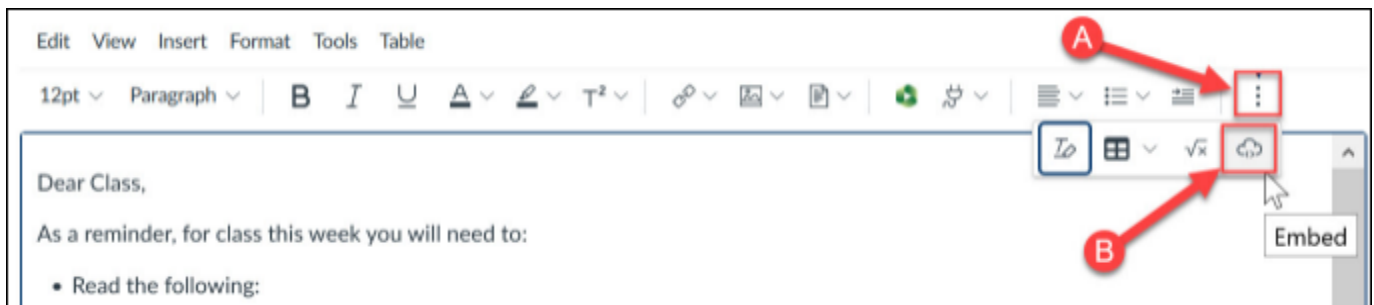 Edit View Insert Format Tools Table
A
12pt Paragraph B I U A T²
√x
Dear Class,
As a reminder, for class this week you will need to:
B
Embed
• Read the following: